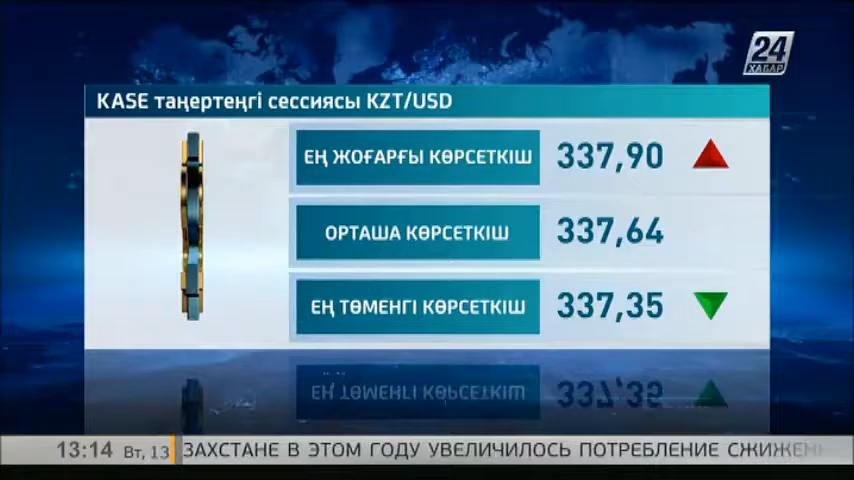 24
ХАБАР
KASE таңертеңгі сессиясы KZT/USD
ЕҢ ЖОҒАРҒЫ КӨРСЕТКІШ 337,90
ОРТАША КӨРСЕТКІШ 337,64
ЕҢ ТӨМЕНГІ КӨРСЕТКІШ 337,35
13:14 Вт, 13 ЗАХСТАНЕ В ЭТОМ ГОДУ УВЕЛИЧИЛОСЬ ПОТРЕБЛЕНИЕ СЖИЖЕН